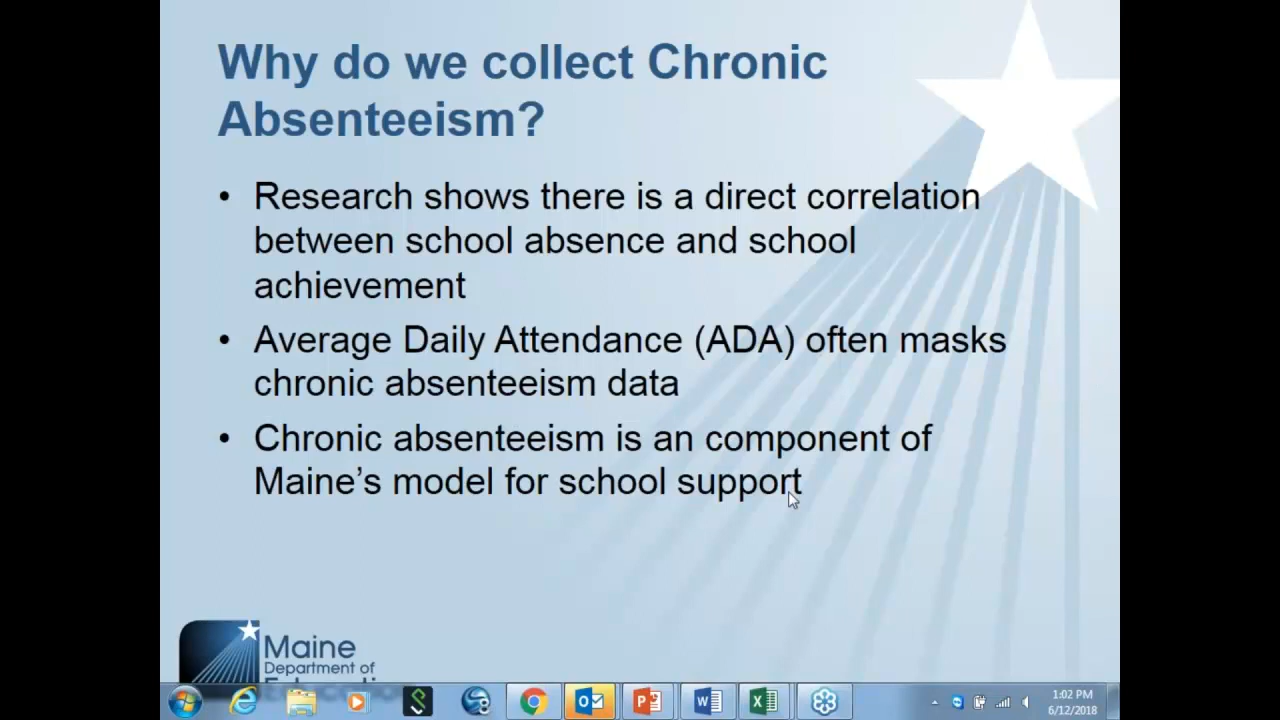 Why do we collect Chronic
Absenteeism?
• Research shows there is a direct correlation
between school absence and school
achievement
• Average Daily Attendance (ADA) often masks
chronic absenteeism data
• Chronic absenteeism is an component of
Maine's model for school support
Maine
Department of
Education
1:02 PM
6/12/2018